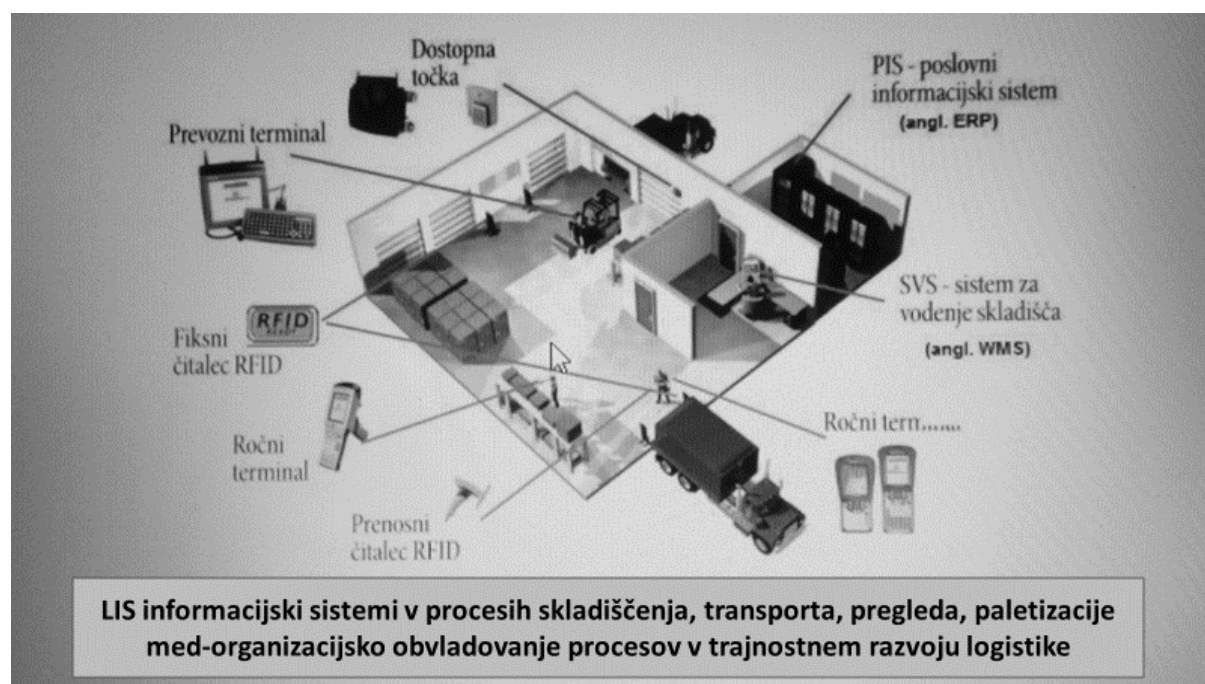 Dostopna
točka
PIS - poslovni
informacijski sistem
(angl. ERP)
Prevozni terminal
SVS - sistem za
vodenje skladišča
(angl. WMS)
RFID
Fiksni
čitalec RFID
Ročni
terminal
Ročni term.......
Prenosni
čitalec RFID
LIS informacijski sistemi v procesih skladiščenja, transporta, pregleda, paletizacije
med-organizacijsko obvladovanje procesov v trajnostnem razvoju logistike